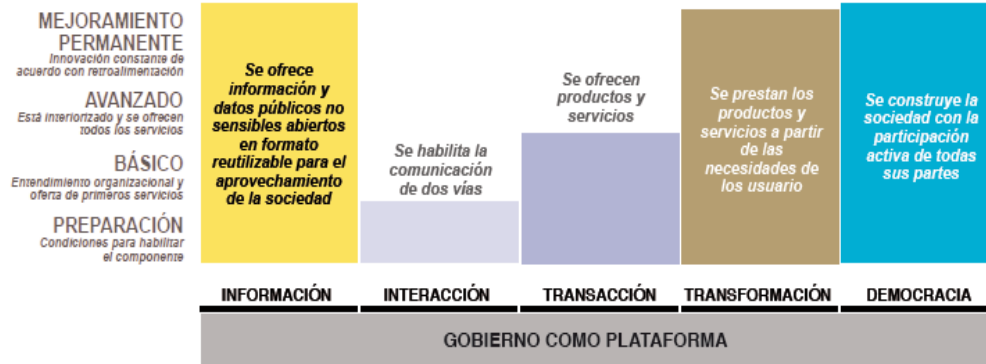 MEJORAMIENTO
PERMANENTE
Innovación constante de
acuerdo con retroalimentación
AVANZADO
Está interiorizado y se ofrecen
todos los servicios
BÁSICO
Entendimiento organizacional y
oferta de primeros servicios
PREPARACIÓN
Condiciones para habilitar
el componente
Se ofrece
información y
datos públicos no
sensibles abiertos
en formato
reutilizable para el
aprovechamiento
de la sociedad
Se habilita la
comunicación
de dos vías
Se ofrecen
productos y
servicios
Se prestan los
productos y
servicios a partir
de las
necesidades de
los usuario
Se construye la
sociedad con la
participación
activa de todas
sus partes
INFORMACIÓN
INTERACCIÓN
TRANSACCIÓN
TRANSFORMACIÓN
DEMOCRACIA
GOBIERNO COMO PLATAFORMA